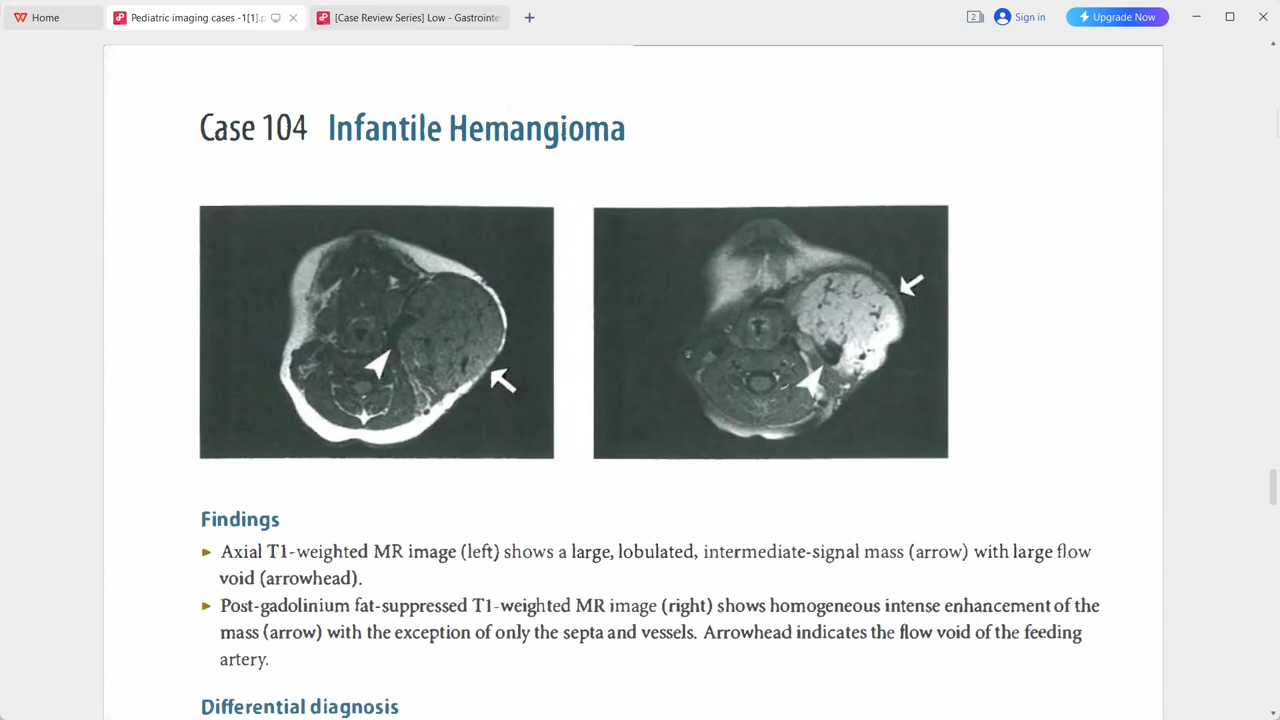 Home
Pediatric imaging cases -1[1].p
[Case Review Series] Low - Gastrointe
2
Sign in
Upgrade Now
Case 104 Infantile Hemangioma
Findings
Axial T1-weighted MR image (left) shows a large, lobulated, intermediate-signal mass (arrow) with large flow
void (arrowhead).
Post-gadolinium fat-suppressed T1-weighted MR image (right) shows homogeneous intense enhancement of the
mass (arrow) with the exception of only the septa and vessels. Arrowhead indicates the flow void of the feeding
artery.
Differential diagnosis